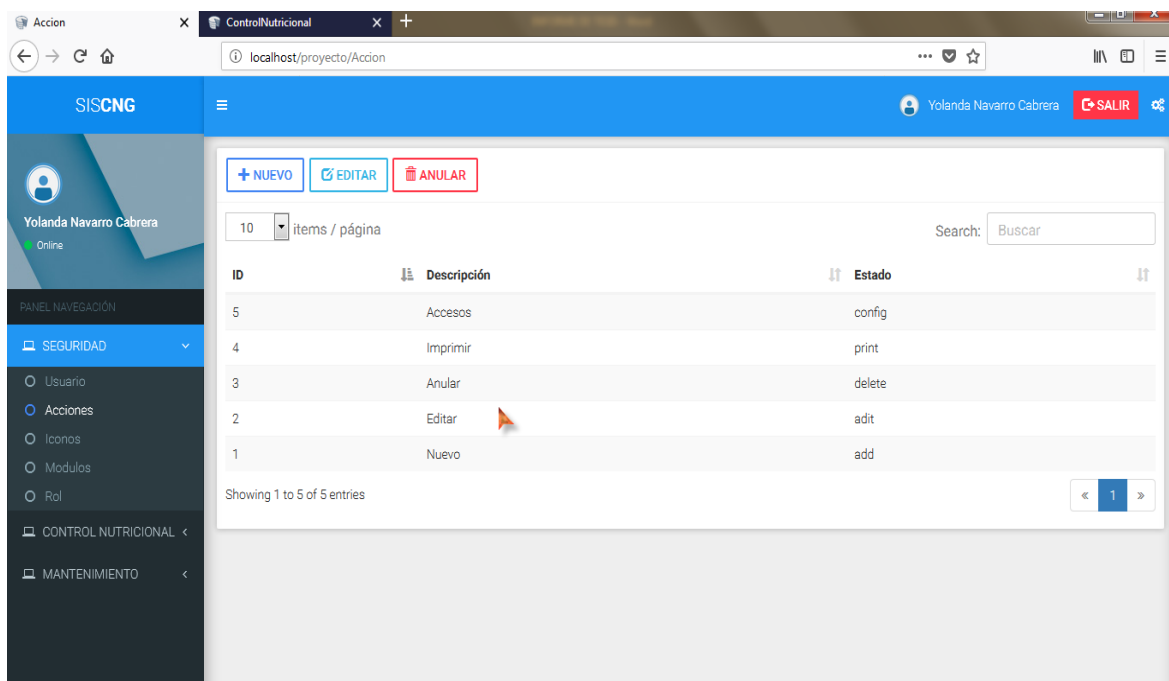 Accion
ControlNutricional
localhost/proyecto/Accion
SISCNG
Yolanda Navarro Cabrera
SALIR
Yolanda Navarro Cabrera
Online
PANEL NAVEGACIÓN
SEGURIDAD
Usuario
Acciones
Iconos
Modulos
Rol
CONTROL NUTRICIONAL
MANTENIMIENTO
NUEVO EDITAR ANULAR
10 items / página
Search: Buscar
ID Descripción Estado
5 Accesos config
4 Imprimir print
3 Anular delete
2 Editar adit
1 Nuevo add
Showing 1 to 5 of 5 entries
« 1 »